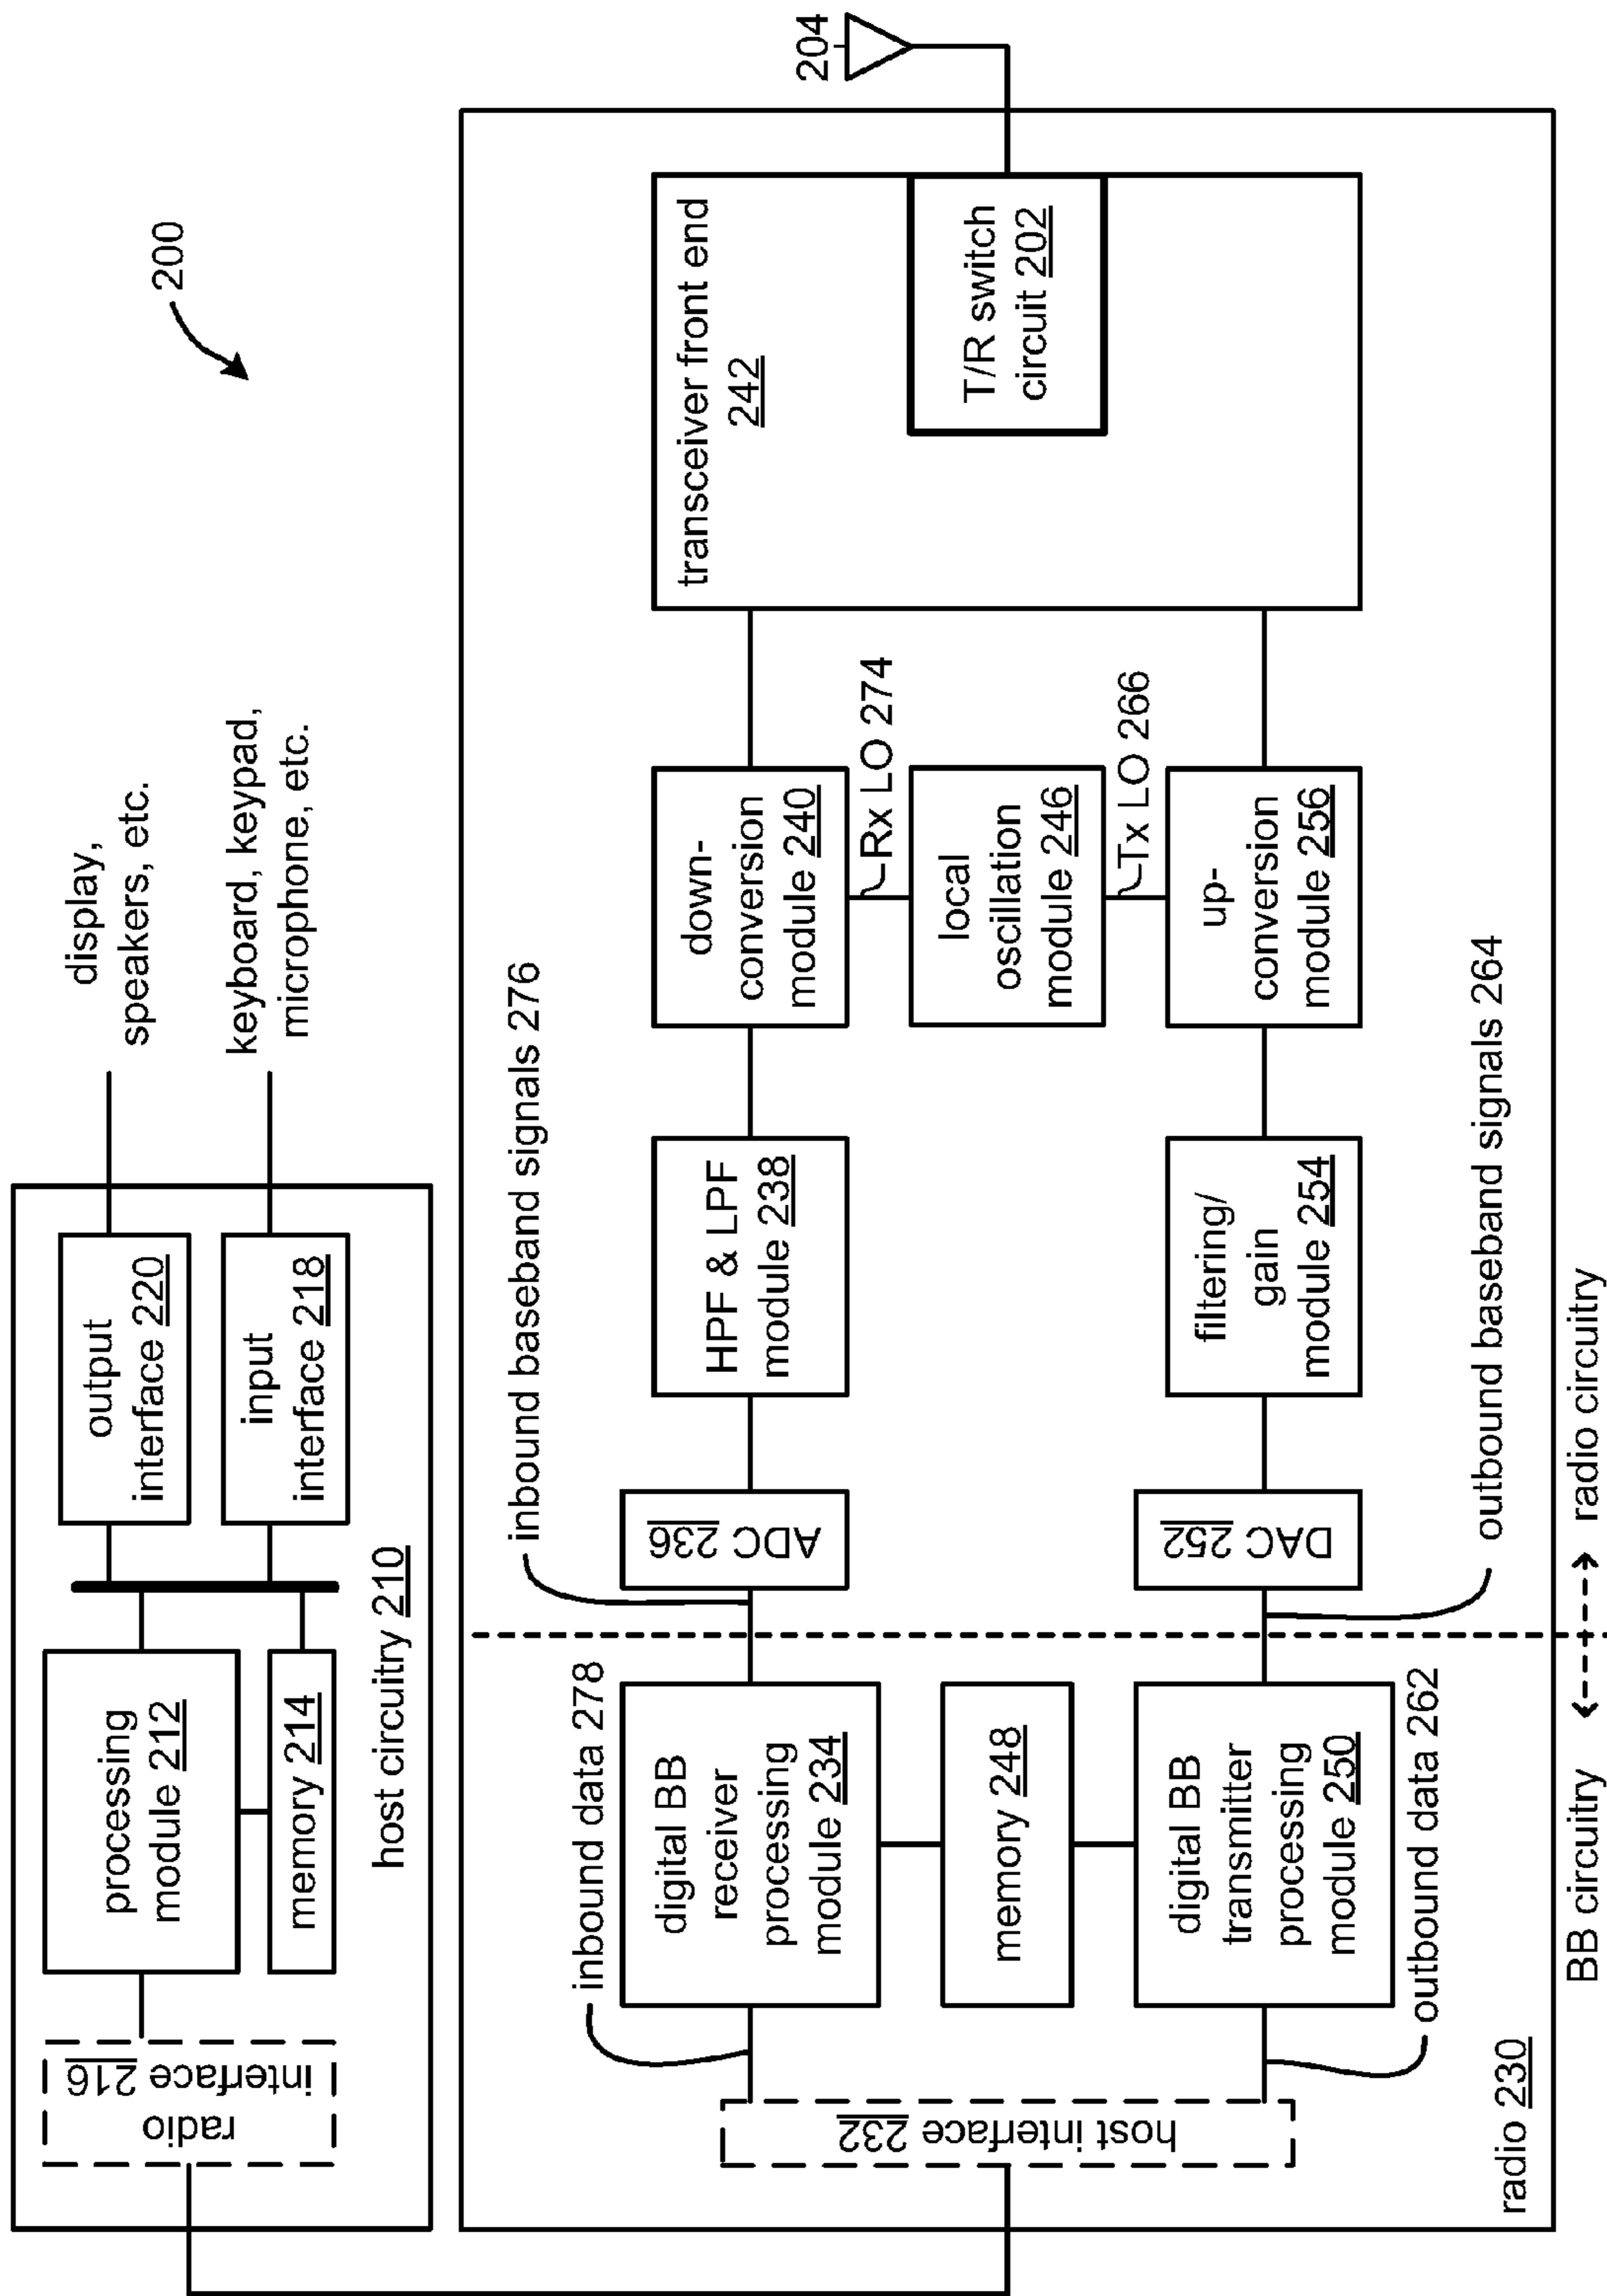 200
display,
speakers, etc.
keyboard, keypad,
microphone, etc.
output
interface 220
input
interface 218
processing
module 212
memory 214
radio
interface 216
host circuitry 210
204
inbound baseband signals 276
inbound data 278
host interface 232
digital BB
receiver
processing
module 234
ADC 236
HPF & LPF
module 238
down-
conversion
module 240
transceiver front end
242
T/R switch
circuit 202
Rx LO 274
memory 248
local
oscillation
module 246
Tx LO 266
digital BB
transmitter
processing
module 250
DAC 252
filtering/
gain
module 254
up-
conversion
module 256
outbound data 262
outbound baseband signals 264
radio 230
BB circuitry
radio circuitry